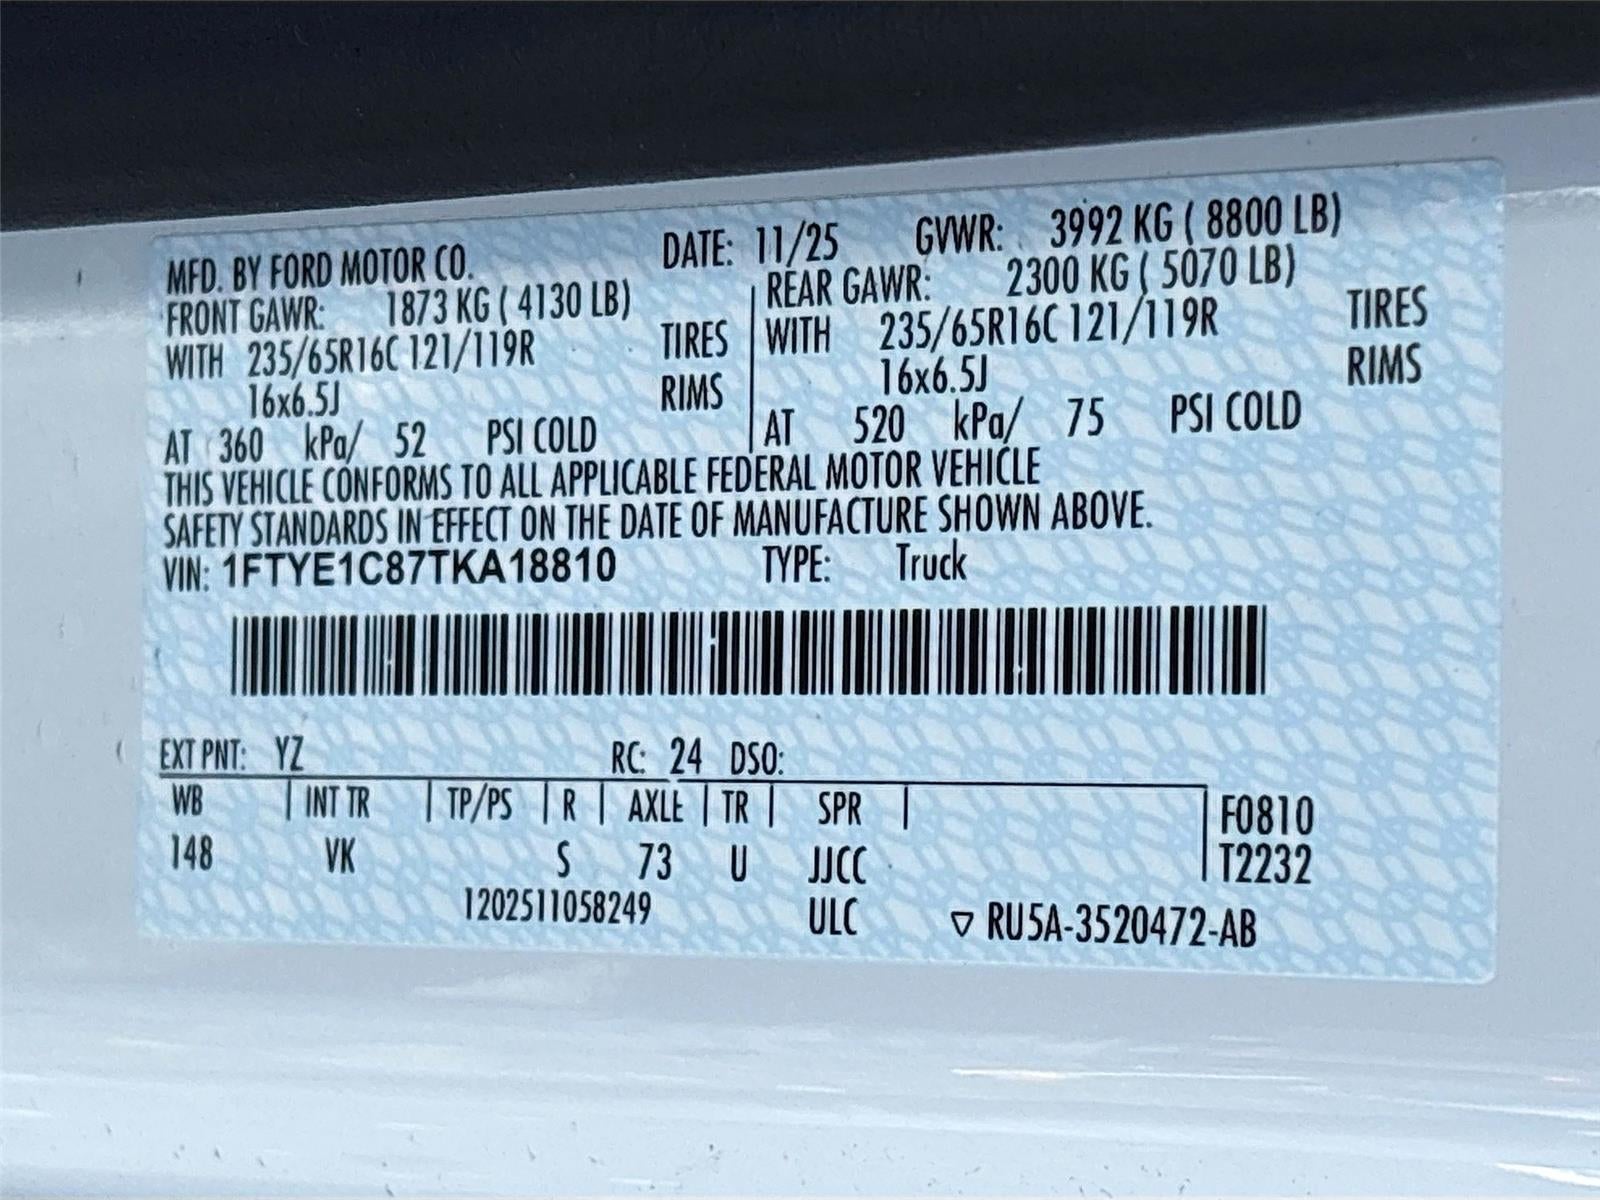 MFD. BY FORD MOTOR CO. DATE: 11/25 GVWR: 3992 KG ( 8800 LB)
FRONT GAWR: 1873 KG ( 4130 LB) REAR GAWR: 2300 KG ( 5070 LB)
WITH 235/65R16C 121/119R TIRES WITH 235/65R16C 121/119R TIRES
16x6.5J RIMS 16x6.5J RIMS
AT 360 kPa/ 52 PSI COLD AT 520 kPa/ 75 PSI COLD
THIS VEHICLE CONFORMS TO ALL APPLICABLE FEDERAL MOTOR VEHICLE
SAFETY STANDARDS IN EFFECT ON THE DATE OF MANUFACTURE SHOWN ABOVE.
VIN: 1FTYE1C87TKA18810 TYPE: Truck
EXT PNT: YZ RC: 24 DSO:
WB | INT TR | TP/PS | R | AXLE | TR | SPR | F0810
148 VK S 73 U JJCC T2232
1202511058249 ULC ▽ RU5A-3520472-AB